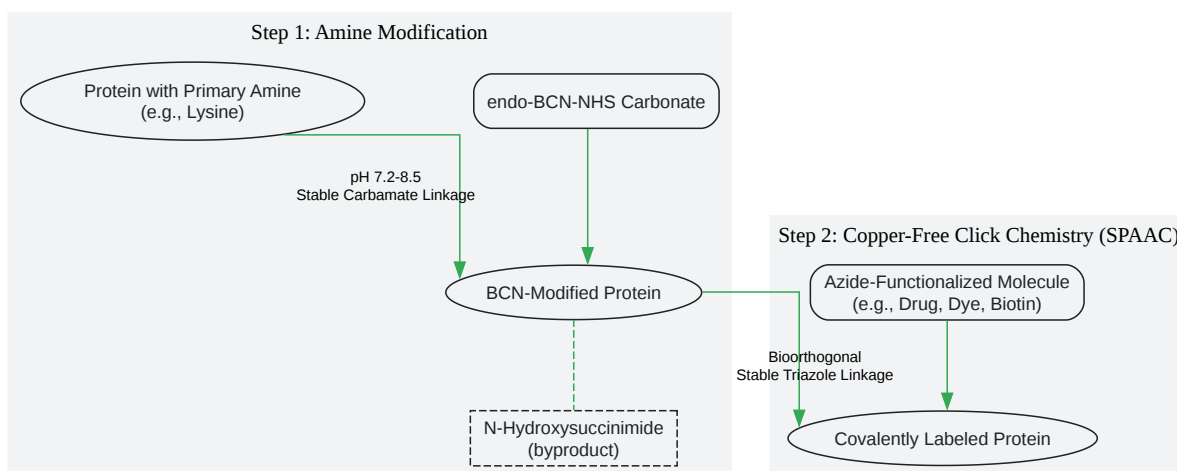 Step 1: Amine Modification
Protein with Primary Amine
(e.g., Lysine)
endo-BCN-NHS Carbonate
pH 7.2-8.5
Stable Carbamate Linkage
BCN-Modified Protein
N-Hydroxysuccinimide
(byproduct)
Step 2: Copper-Free Click Chemistry (SPAAC)
Azide-Functionalized Molecule
(e.g., Drug, Dye, Biotin)
Bioorthogonal
Stable Triazole Linkage
Covalently Labeled Protein